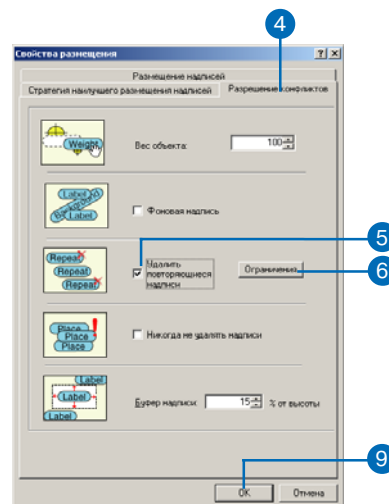 4
Свойства размещения
Размещение надписей
Стратегия наилучшего размещения надписей Разрешение конфликтов
Weight
Вес объекта: 100
Label
Background
Label
Фоновая надпись
5
Repeat
Repeat
Repeat
Удалить повторяющиеся надписи
Ограничения
6
Place
Place
Place
Никогда не удалять надписи
Label
Label
Label
Буфер надписи: 15 % от высоты
9
OK Отмена